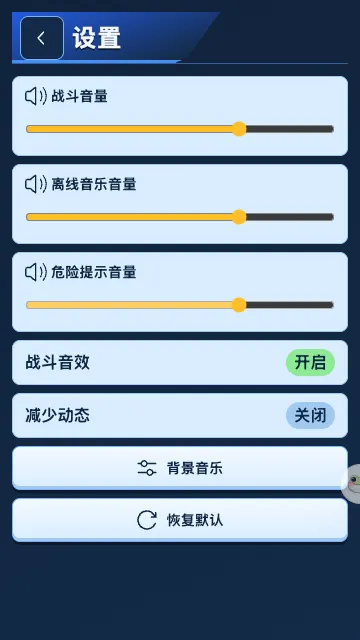 设置
战斗音量
离线音乐音量
危险提示音量
战斗音效
开启
减少动态
关闭
背景音乐
恢复默认